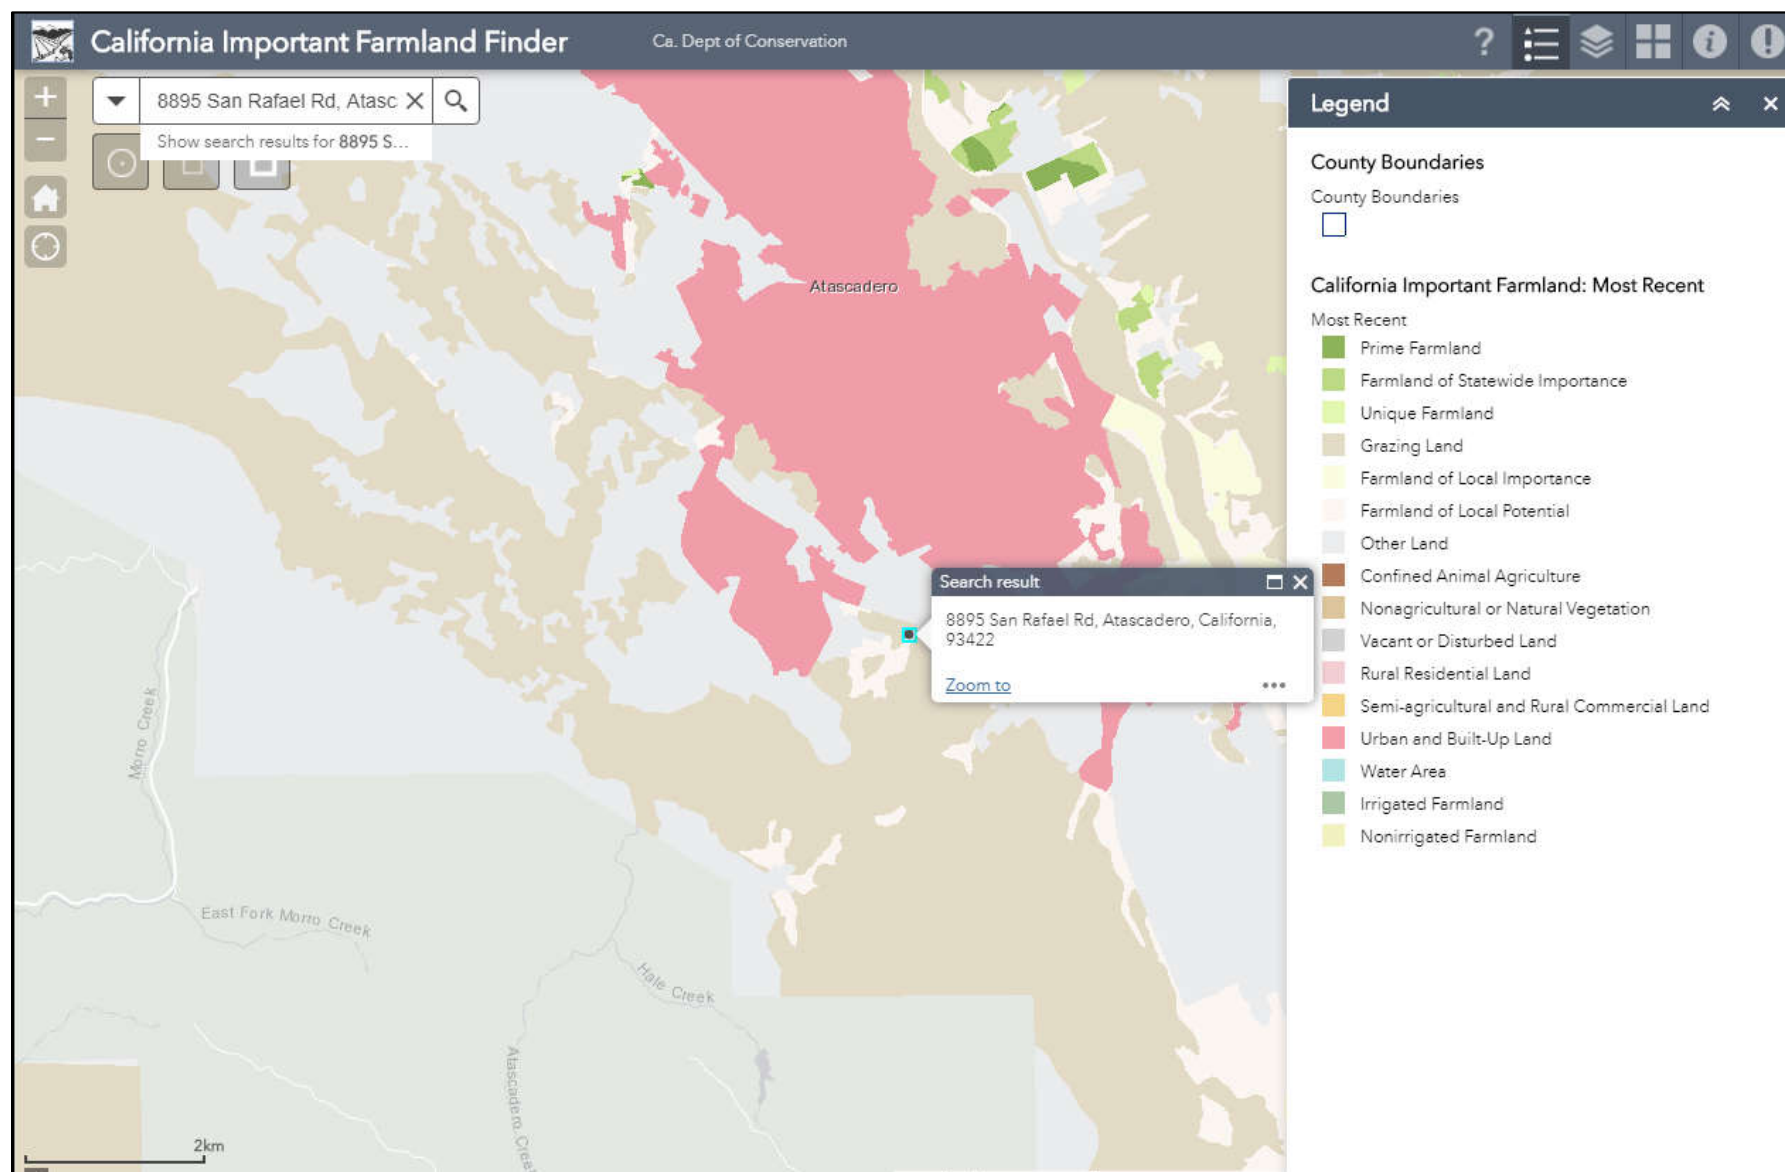 California Important Farmland Finder
Ca. Dept of Conservation
?
8895 San Rafael Rd, Atasc
Show search results for 8895 S...
Atascadero
Search result
8895 San Rafael Rd, Atascadero, California,
93422
Zoom to
Morro Creek
East Fork Morro Creek
Hale Creek
Atascadero Creek
2km
Legend
County Boundaries
County Boundaries
California Important Farmland: Most Recent
Most Recent
Prime Farmland
Farmland of Statewide Importance
Unique Farmland
Grazing Land
Farmland of Local Importance
Farmland of Local Potential
Other Land
Confined Animal Agriculture
Nonagricultural or Natural Vegetation
Vacant or Disturbed Land
Rural Residential Land
Semi-agricultural and Rural Commercial Land
Urban and Built-Up Land
Water Area
Irrigated Farmland
Nonirrigated Farmland